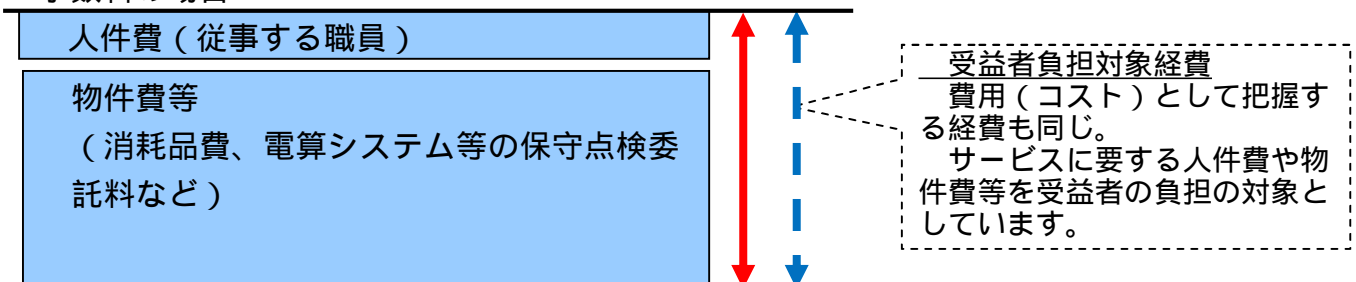 人件費（従事する職員）
物件費等
（消耗品費、電算システム等の保守点検委
託料など）
受益者負担対象経費
費用（コスト）として把握す
る経費も同じ。
サービスに要する人件費や物
件費等を受益者の負担の対象と
しています。